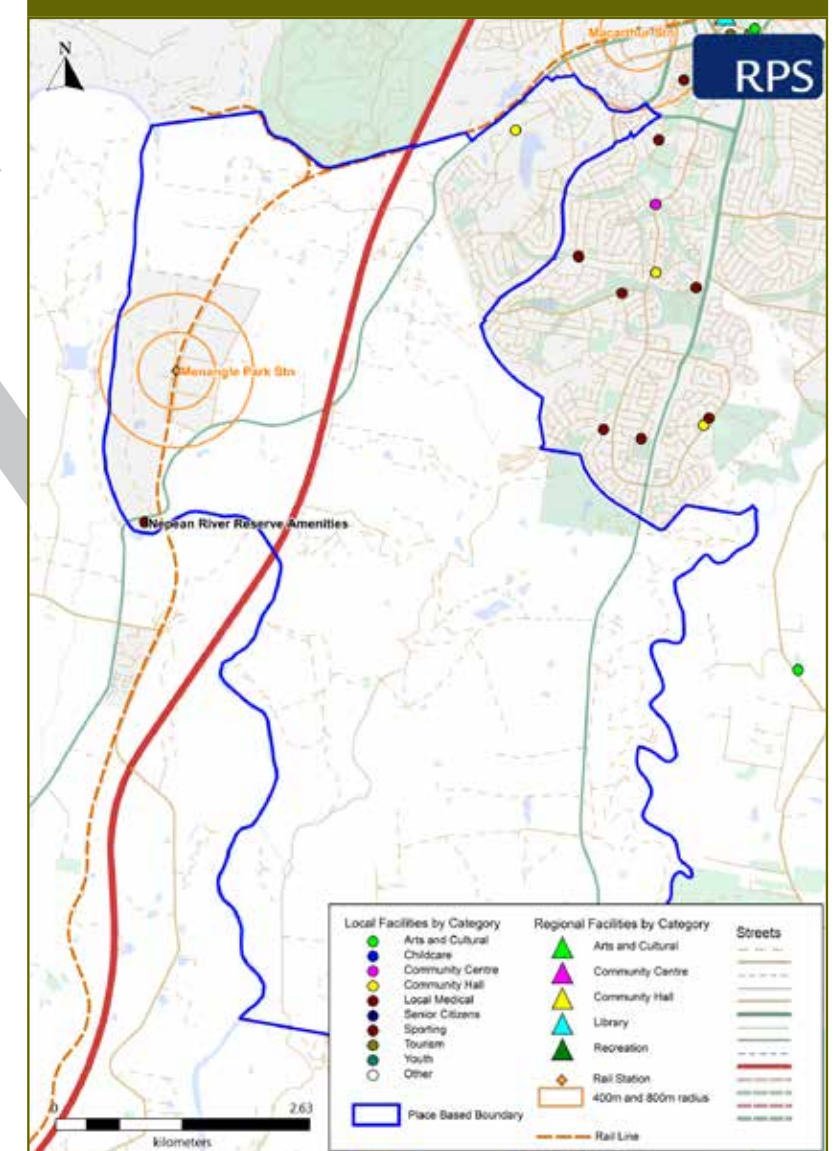 N
Macarthur Stn
RPS
Menangle Park Stn
Nepean River Reserve Amenities
Local Facilities by Category
Arts and Cultural
Childcare
Community Centre
Community Hall
Local Medical
Senior Citizens
Sporting
Tourism
Youth
Other
Place Based Boundary
Regional Facilities by Category
Arts and Cultural
Community Centre
Community Hall
Library
Recreation
Rail Station
400m and 800m radius
Rail Line
Streets
0 2.63
kilometers